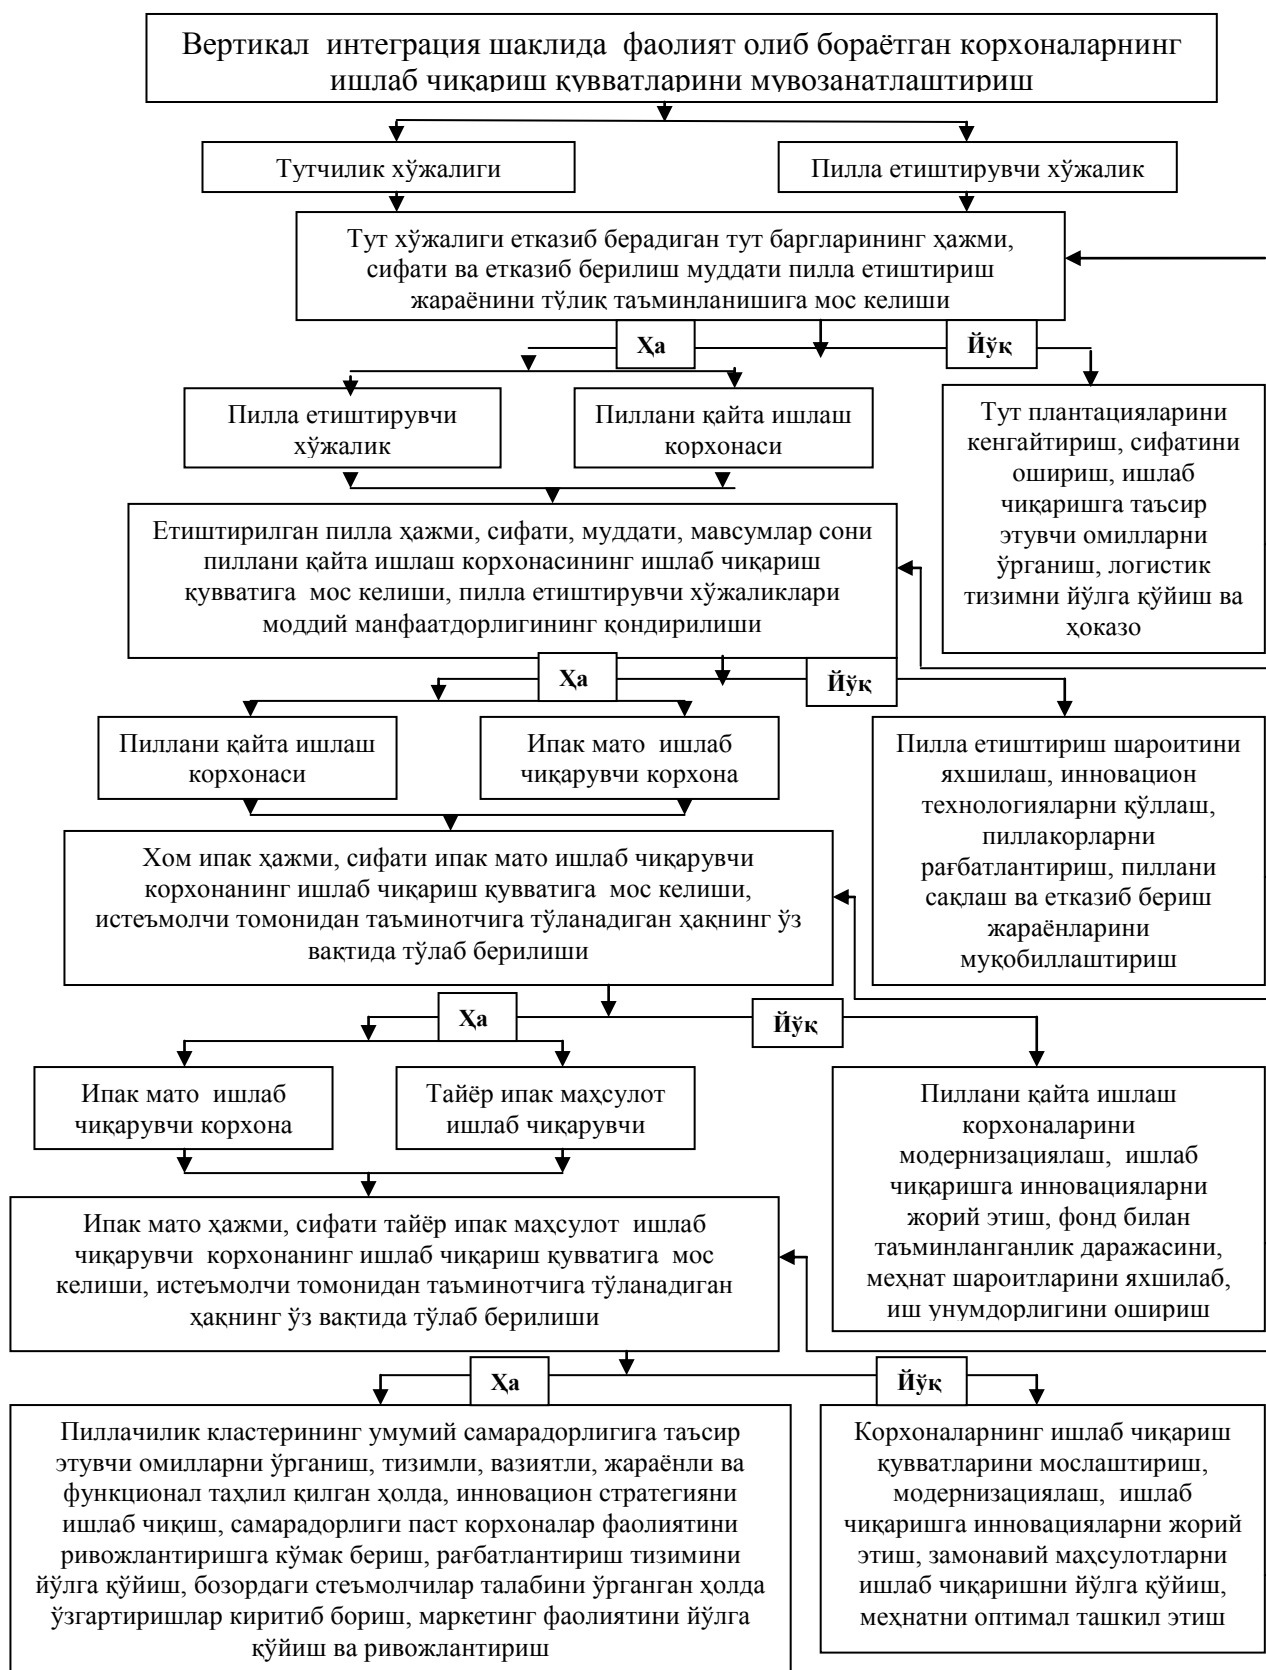 Вертикал интеграция шаклида фаолият олиб бораётган корхоналарнинг
ишлаб чиқариш қувватларини мувозанатлаштириш
Тутчилик хўжалиги
Пилла етиштирувчи хўжалик
Тут хўжалиги етказиб берадиган тут баргларининг ҳажми,
сифати ва етказиб берилиш муддати пилла етиштириш
жараёнини тўлиқ таъминланишига мос келиши
Ҳа
Йўқ
Пилла етиштирувчи
хўжалик
Пиллани қайта ишлаш
корхонаси
Тут плантацияларини
кенгайтириш, сифатини
ошириш, ишлаб
чиқаришга таъсир
этувчи омилларни
ўрганиш, логистик
тизимни йўлга қўйиш ва
ҳоказо
Етиштирилган пилла ҳажми, сифати, муддати, мавсумлар сони
пиллани қайта ишлаш корхонасининг ишлаб чиқариш
қувватига мос келиши, пилла етиштирувчи хўжаликлари
моддий манфаатдорлигининг қондирилиши
Ҳа
Йўқ
Пиллани қайта ишлаш
корхонаси
Ипак мато ишлаб
чиқарувчи корхона
Пилла етиштириш шароитини
яхшилаш, инновацион
технологияларни қўллаш,
пиллакорларни
рағбатлантириш, пиллани
сақлаш ва етказиб бериш
жараёнларини
муқобиллаштириш
Хом ипак ҳажми, сифати ипак мато ишлаб чиқарувчи
корхонанинг ишлаб чиқариш қувватига мос келиши,
истеъмолчи томонидан таъминотчига тўланадиган ҳақнинг ўз
вақтида тўлаб берилиши
Ҳа
Йўқ
Ипак мато ишлаб
чиқарувчи корхона
Тайёр ипак маҳсулот
ишлаб чиқарувчи
Пиллани қайта ишлаш
корхоналарини
модернизациялаш, ишлаб
чиқаришга инновацияларни
жорий этиш, фонд билан
таъминланганлик даражасини,
меҳнат шароитларини яхшилаб,
иш унумдорлигини ошириш
Ипак мато ҳажми, сифати тайёр ипак маҳсулот ишлаб
чиқарувчи корхонанинг ишлаб чиқариш қувватига мос
келиши, истеъмолчи томонидан таъминотчига тўланадиган
ҳақнинг ўз вақтида тўлаб берилиши
Ҳа
Йўқ
Пиллачилик кластерининг умумий самарадорлигига таъсир
этувчи омилларни ўрганиш, тизимли, вазиятли, жараёнли ва
функционал таҳлил қилган ҳолда, инновацион стратегияни
ишлаб чиқиш, самарадорлиги паст корхоналар фаолиятини
ривожлантиришга кўмак бериш, рағбатлантириш тизимини
йўлга қўйиш, бозордаги стеъмолчилар талабини ўрганган ҳолда
ўзгартиришлар киритиб бориш, маркетинг фаолиятини йўлга
қўйиш ва ривожлантириш
Корхоналарнинг ишлаб чиқариш
қувватларини мослаштириш,
модернизациялаш, ишлаб
чиқаришга инновацияларни жорий
этиш, замонавий маҳсулотларни
ишлаб чиқаришни йўлга қўйиш,
меҳнатни оптимал ташкил этиш